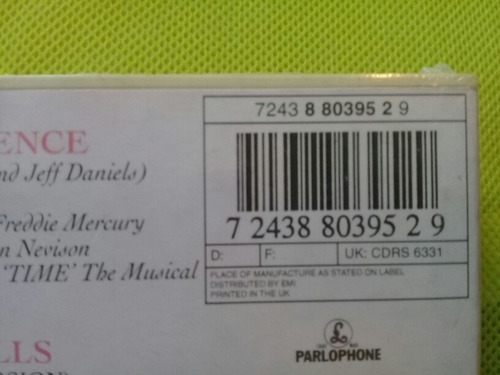 7243 8 80395 2 9
ENCE
nd Jeff Daniels)
Freddie Mercury
n Nevison
'TIME' The Musical
7 24388 80395 2 9
D: F: UK: CDRS 6331
PLACE OF MANUFACTURE AS STATED ON LABEL
DISTRIBUTED BY EMI
PRINTED IN THE UK
PARLOPHONE
LLS